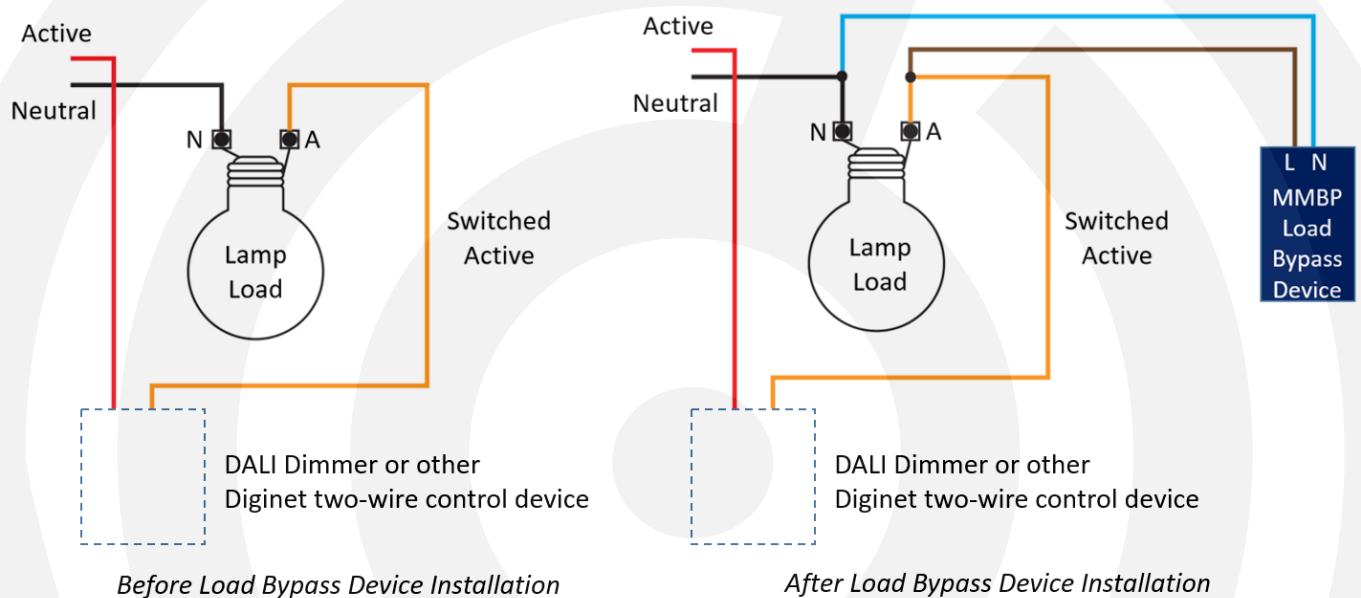 Active
Neutral
N
A
Lamp
Load
Switched
Active
DALI Dimmer or other
Diginet two-wire control device
Before Load Bypass Device Installation
Active
Neutral
N
A
Lamp
Load
Switched
Active
L N
MMBP
Load
Bypass
Device
DALI Dimmer or other
Diginet two-wire control device
After Load Bypass Device Installation